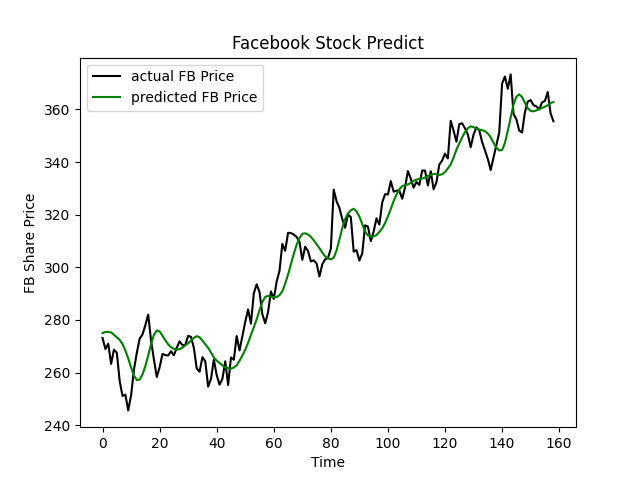 Facebook Stock Predict
actual FB Price
predicted FB Price
FB Share Price
360
340
320
300
280
260
240
0 20 40 60 80 100 120 140 160
Time